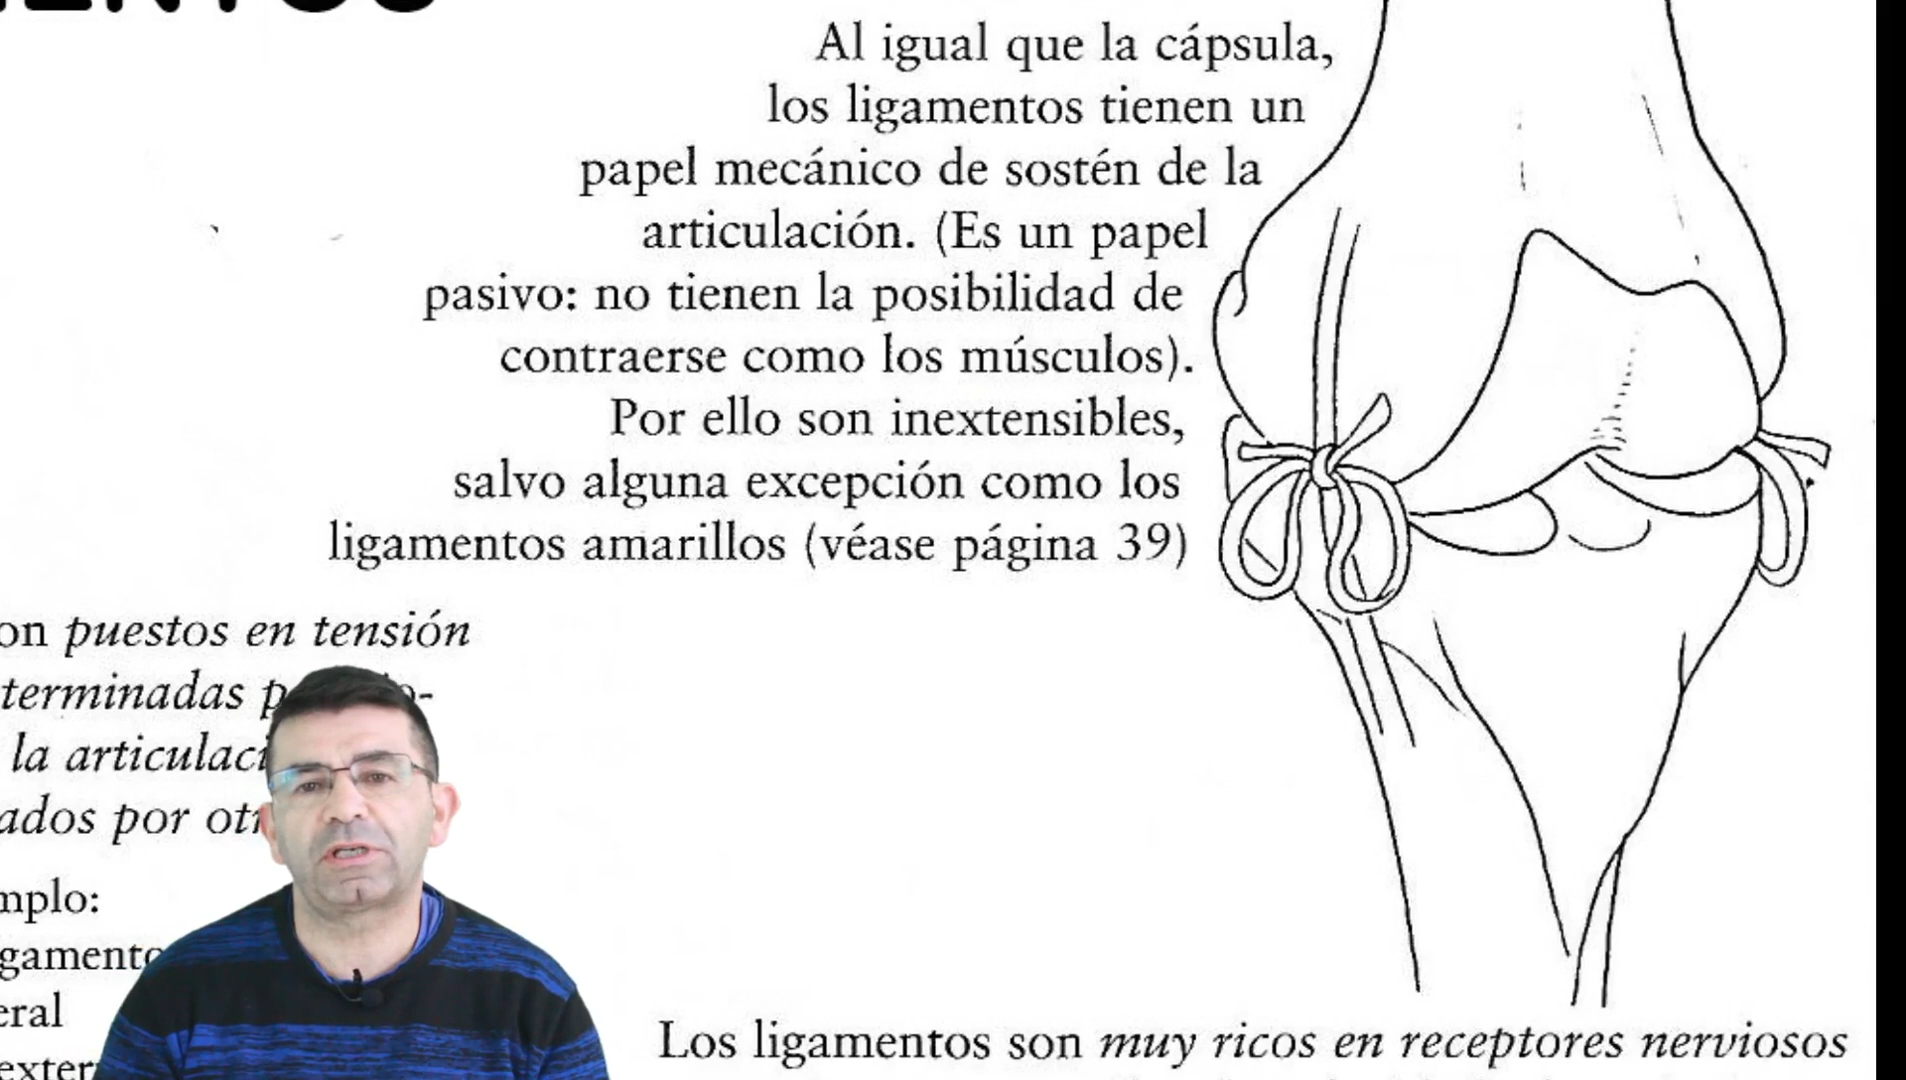 Al igual que la cápsula,
los ligamentos tienen un
papel mecánico de sostén de la
articulación. (Es un papel
pasivo: no tienen la posibilidad de
contraerse como los músculos).
Por ello son inextensibles,
salvo alguna excepción como los
ligamentos amarillos (véase página 39)
on puestos en tensión
terminadas
la articulaci
ados por otr
mplo:
gamento
eral
exter
Los ligamentos son muy ricos en receptores nerviosos